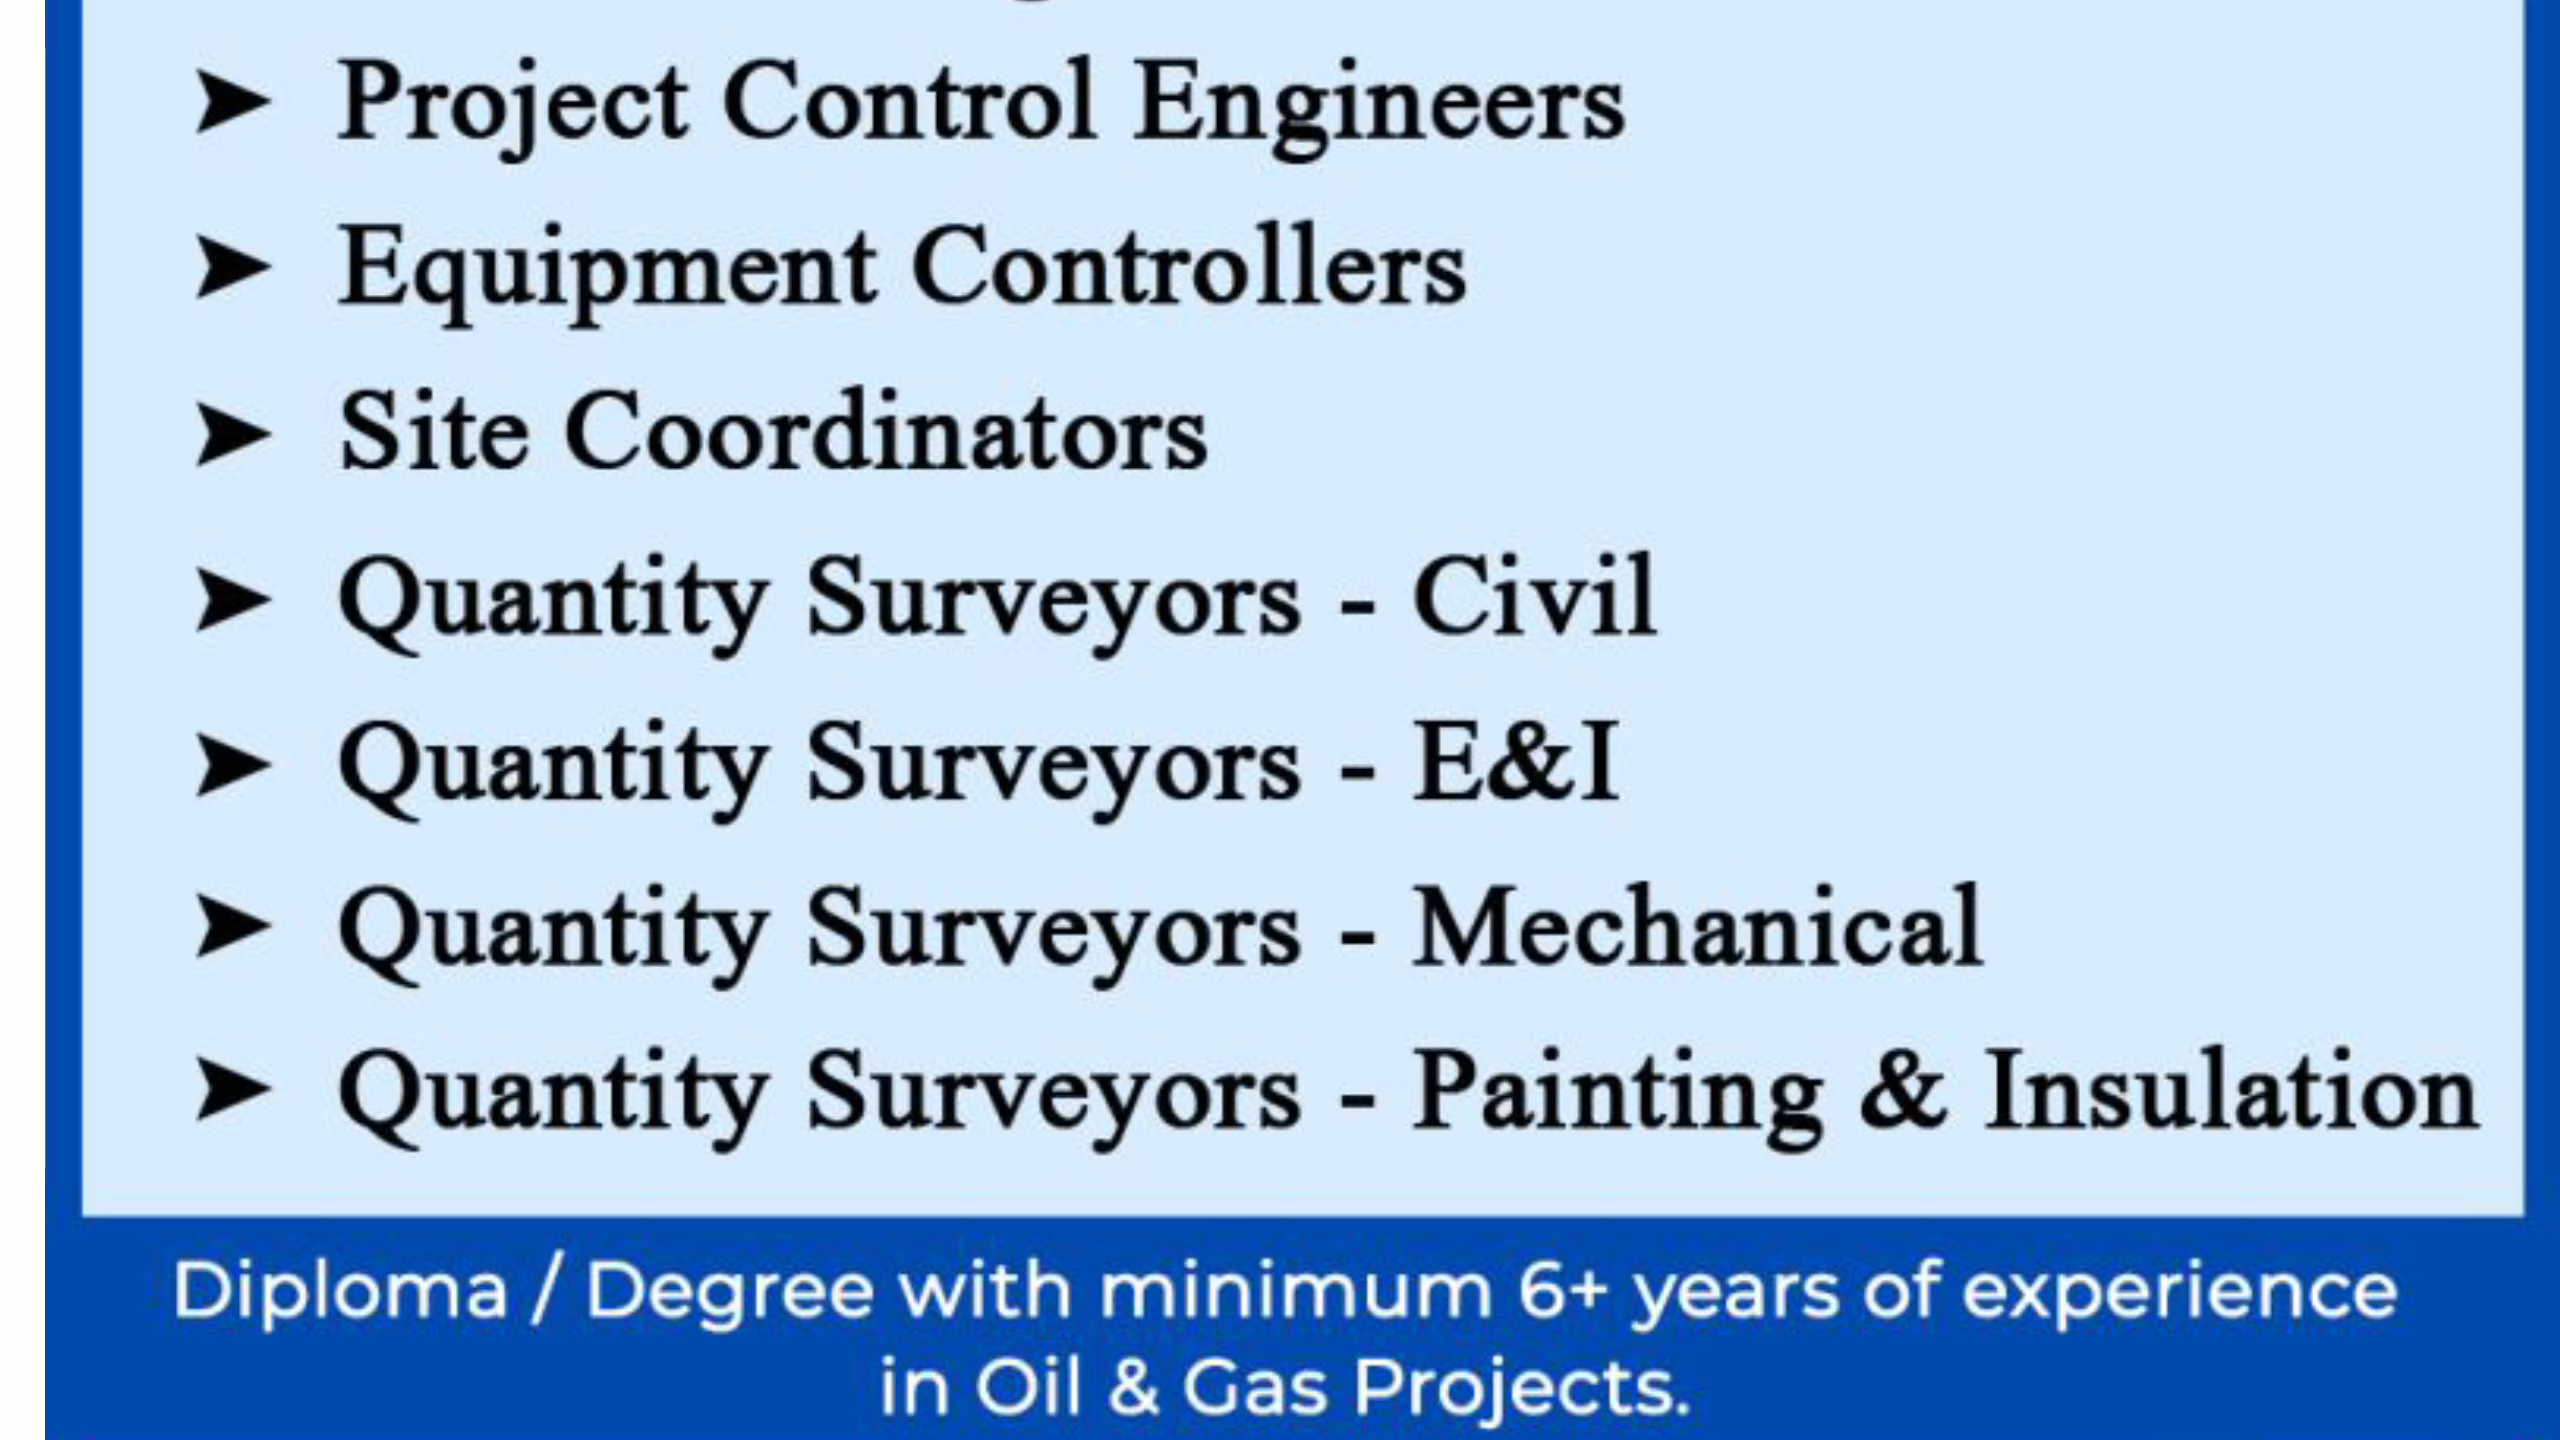 ➤ Project Control Engineers
➤ Equipment Controllers
➤ Site Coordinators
➤ Quantity Surveyors - Civil
➤ Quantity Surveyors - E&I
➤ Quantity Surveyors - Mechanical
➤ Quantity Surveyors - Painting & Insulation
Diploma / Degree with minimum 6+ years of experience
in Oil & Gas Projects.